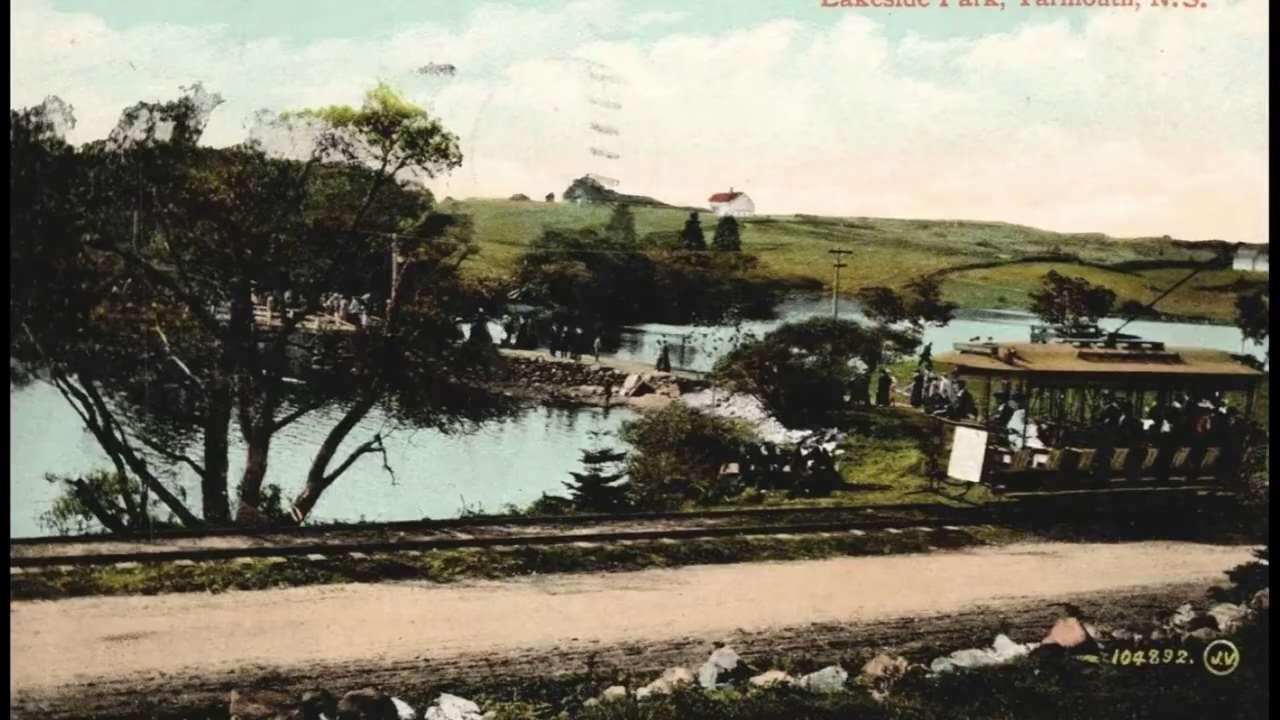 Lakeside Park, Yarmouth, N.S.
104892. JV